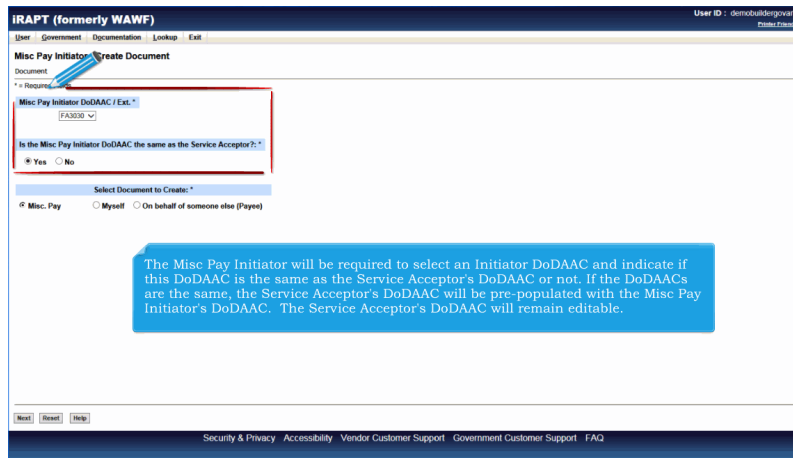 iRAPT (formerly WAWF)
User ID : demobuildergovan
Printer Friend
User Government Documentation Lookup Exit
Misc Pay Initiator Create Document
Document
* = Required
Misc Pay Initiator DoDAAC / Ext. *
FA3030
Is the Misc Pay Initiator DoDAAC the same as the Service Acceptor?: *
Yes No
Select Document to Create: *
Misc. Pay Myself On behalf of someone else (Payee)
The Misc Pay Initiator will be required to select an Initiator DoDAAC and indicate if
this DoDAAC is the same as the Service Acceptor's DoDAAC or not. If the DoDAACs
are the same, the Service Acceptor's DoDAAC will be pre-populated with the Misc Pay
Initiator's DoDAAC. The Service Acceptor's DoDAAC will remain editable.
Next Reset Help
Security & Privacy Accessibility Vendor Customer Support Government Customer Support FAQ